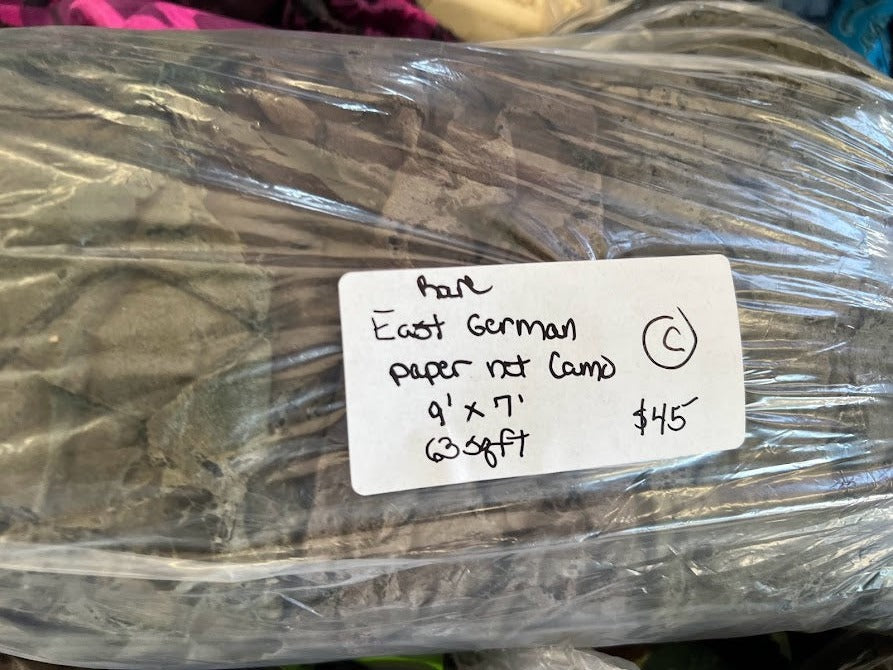 Rare
East German
paper net Camo
9' x 7'
63 sqft
C
$45